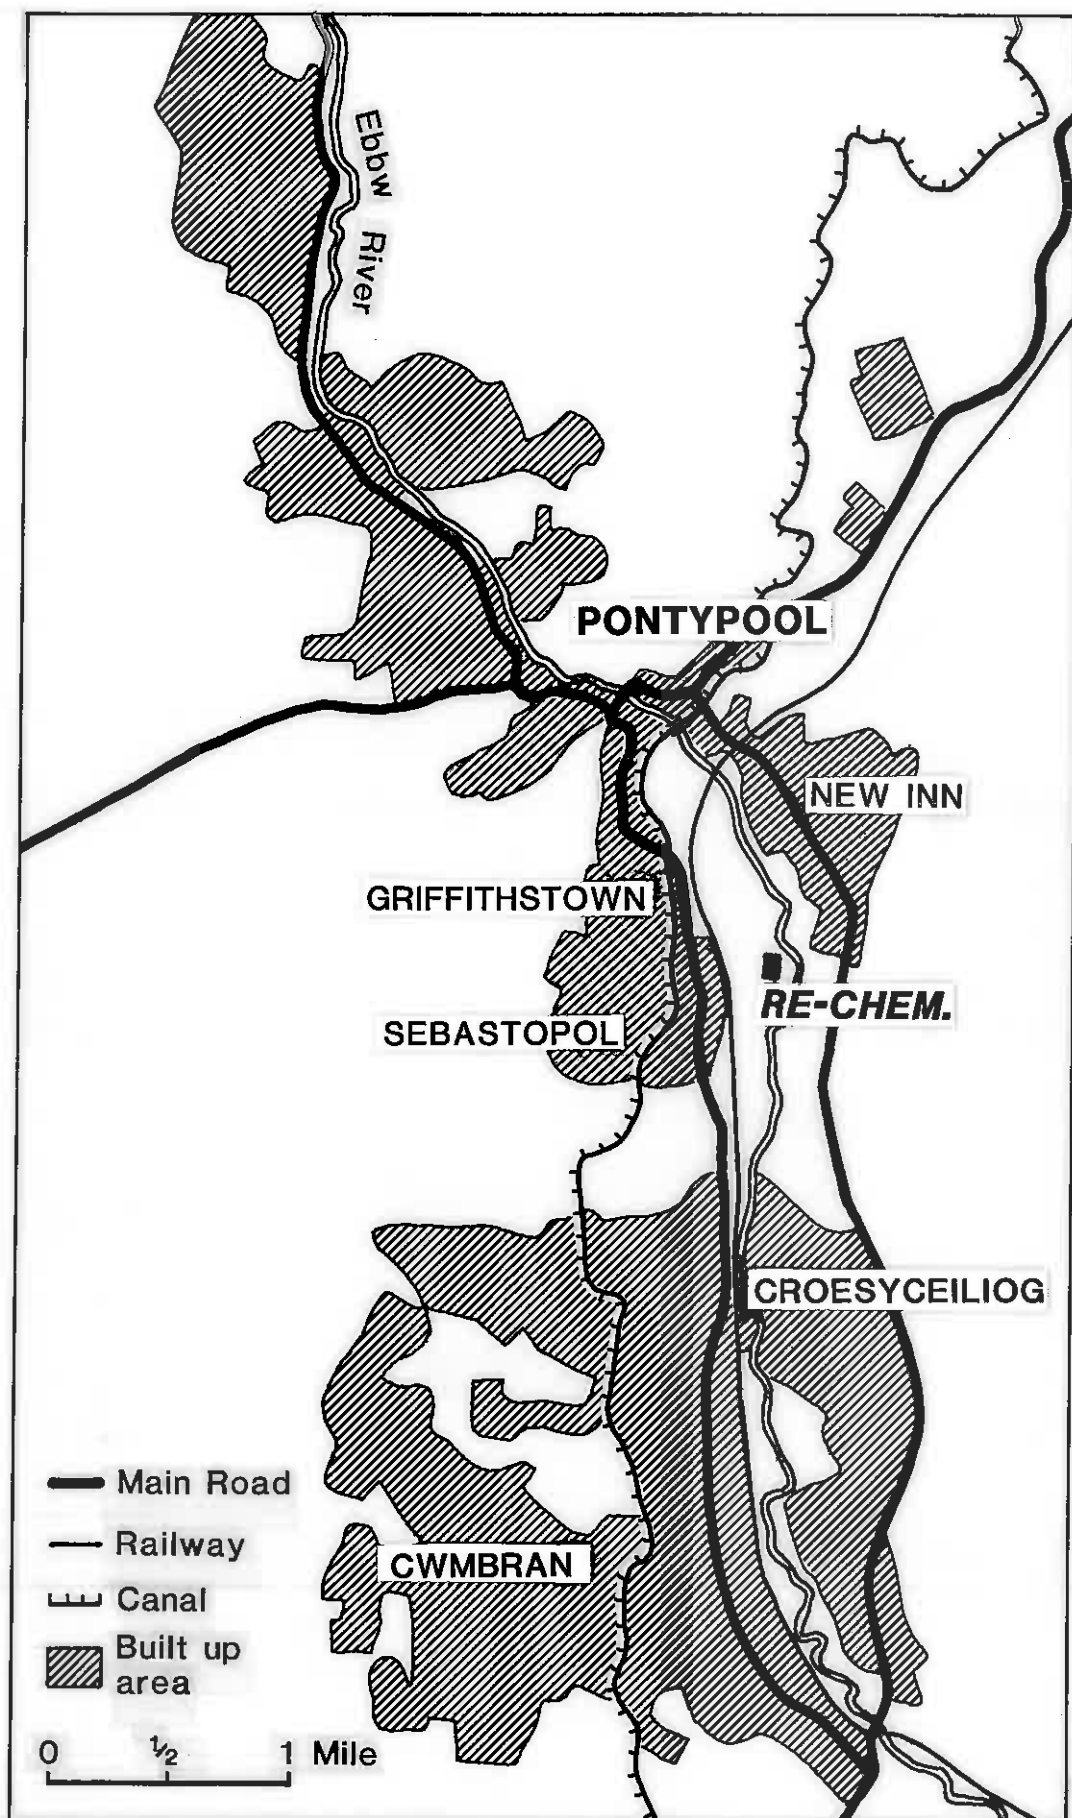 Ebbw River
PONTYPOOL
NEW INN
GRIFFITHSTOWN
RE-CHEM.
SEBASTOPOL
CROESYCEILIOG
CWMBRAN
Main Road
Railway
Canal
Built up
area
0 ½ 1 Mile